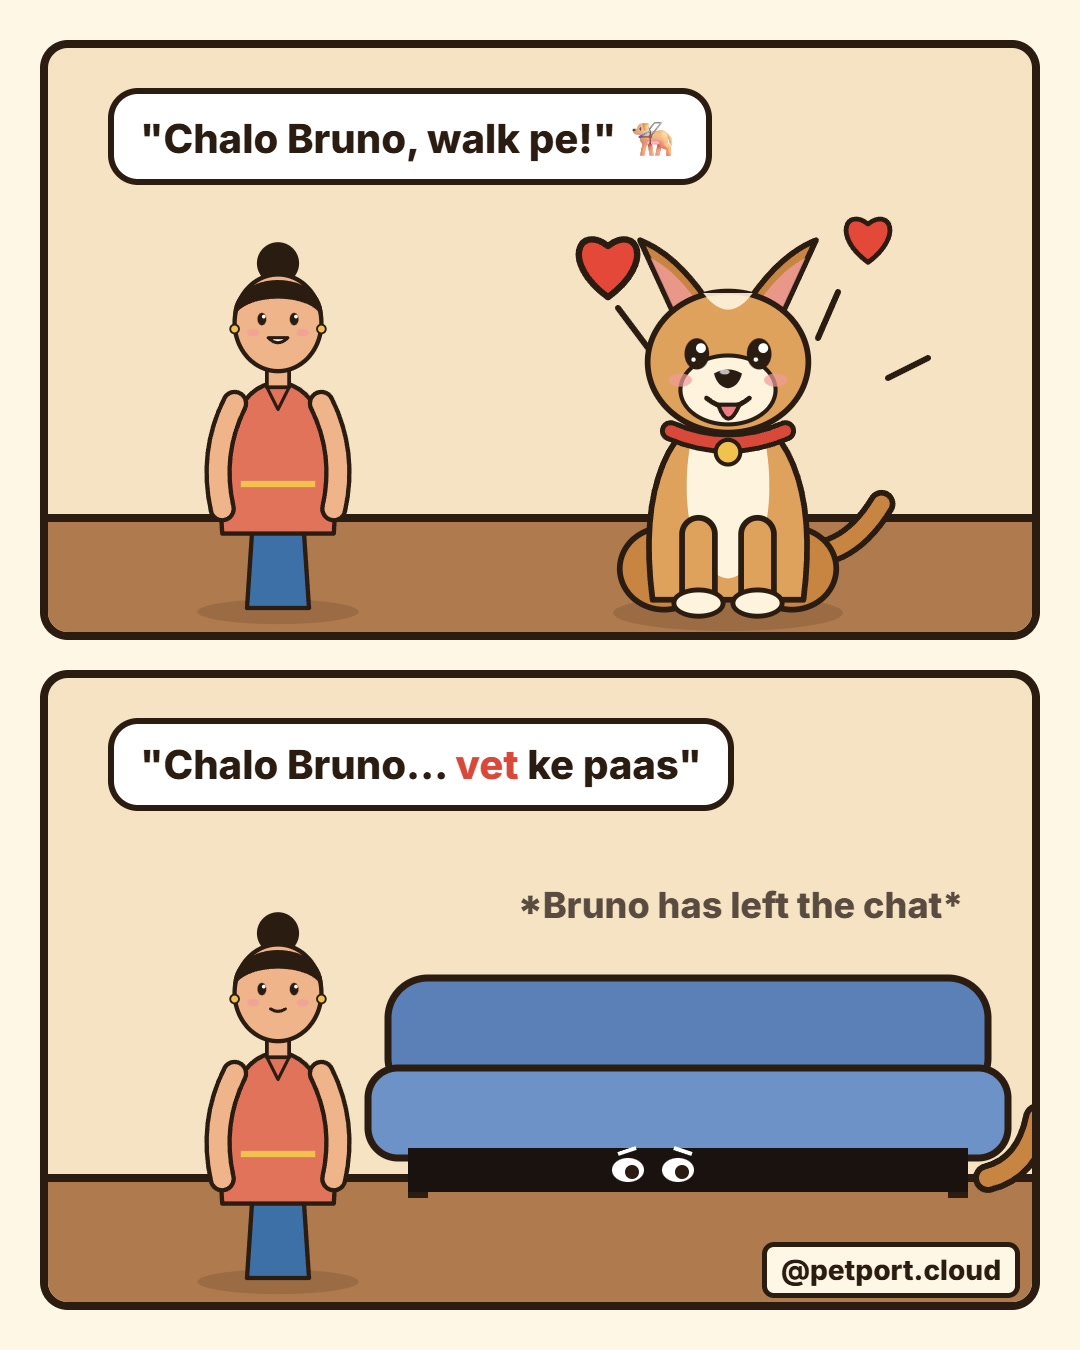 "Chalo Bruno, walk pe!" 🦮
"Chalo Bruno... vet ke paas"
*Bruno has left the chat*
@petport.cloud